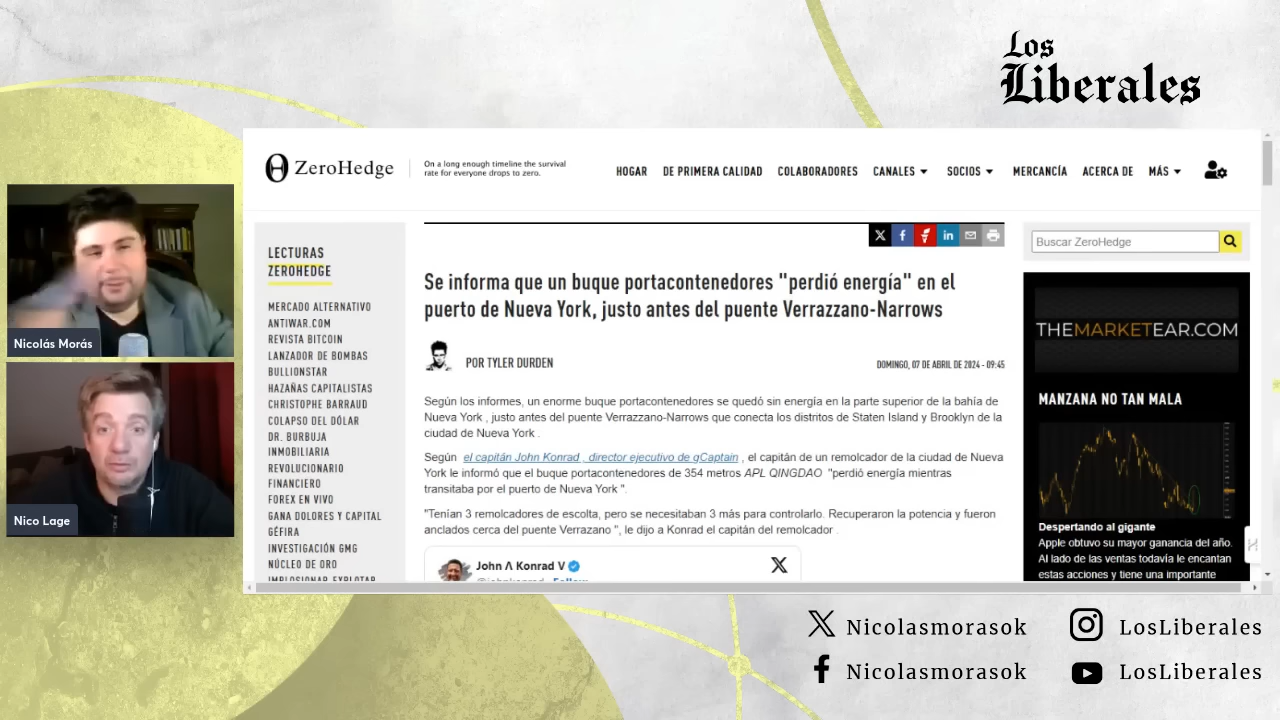 Los
Liberales
ZeroHedge
On a long enough timeline the survival
rate for everyone drops to zero.
HOGAR
DE PRIMERA CALIDAD
COLABORADORES
CANALES
SOCIOS
MERCANCÍA
ACERCA DE
MÁS
LECTURAS
ZEROHEDGE
MERCADO ALTERNATIVO
ANTIWAR.COM
REVISTA BITCOIN
LANZADOR DE BOMBAS
BULLIONSTAR
HAZAÑAS CAPITALISTAS
CHRISTOPHE BARRAUD
COLAPSO DEL DÓLAR
DR. BURBUJA
INMOBILIARIA
REVOLUCIONARIO
FINANCIERO
FOREX EN VIVO
GANA DOLORES Y CAPITAL
GÉFIRA
INVESTIGACIÓN GMG
NÚCLEO DE ORO
IMPLOSIONAR EXPLOTAR
Se informa que un buque portacontenedores "perdió energía" en el
puerto de Nueva York, justo antes del puente Verrazzano-Narrows
POR TYLER DURDEN
DOMINGO, 07 DE ABRIL DE 2024 - 09:45
Según los informes, un enorme buque portacontenedores se quedó sin energía en la parte superior de la bahía de
Nueva York , justo antes del puente Verrazzano-Narrows que conecta los distritos de Staten Island y Brooklyn de la
ciudad de Nueva York .
Según el capitán John Konrad , director ejecutivo de gCaptain , el capitán de un remolcador de la ciudad de Nueva
York le informó que el buque portacontenedores de 354 metros APL QINGDAO "perdió energía mientras
transitaba por el puerto de Nueva York ".
"Tenían 3 remolcadores de escolta, pero se necesitaban 3 más para controlarlo. Recuperaron la potencia y fueron
anclados cerca del puente Verrazano ", le dijo a Konrad el capitán del remolcador .
John Λ Konrad V
@johnkonrad · Follow
Buscar ZeroHedge
THEMARKETEAR.COM
MANZANA NO TAN MALA
Despertando al gigante
Apple obtuvo su mayor ganancia del año.
Al lado de las ventas todavía le encantan
estas acciones y tiene una importante
Nicolás Morás
Nico Lage
Nicolasmorasok
LosLiberales
Nicolasmorasok
LosLiberales